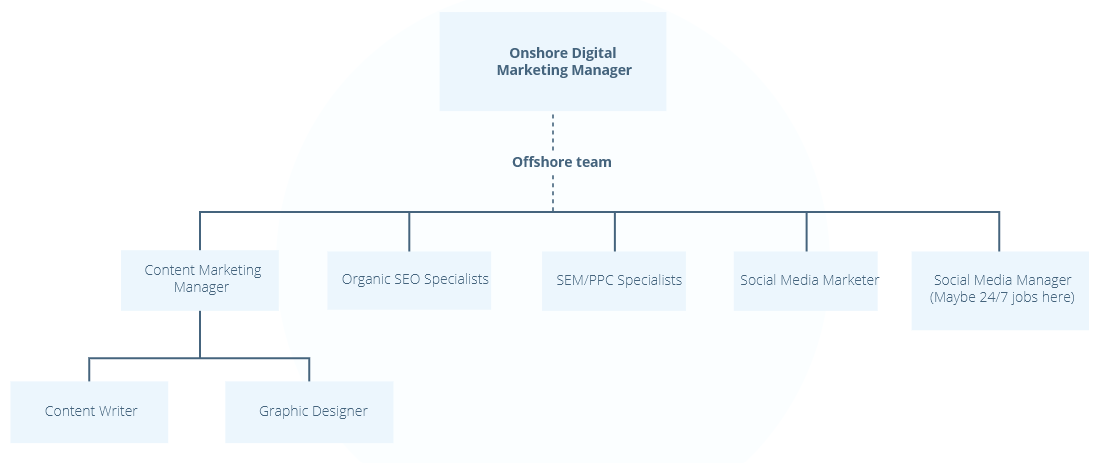 Onshore Digital
Marketing Manager
Offshore team
Content Marketing
Manager
Organic SEO Specialists
SEM/PPC Specialists
Social Media Marketer
Social Media Manager
(Maybe 24/7 jobs here)
Content Writer
Graphic Designer